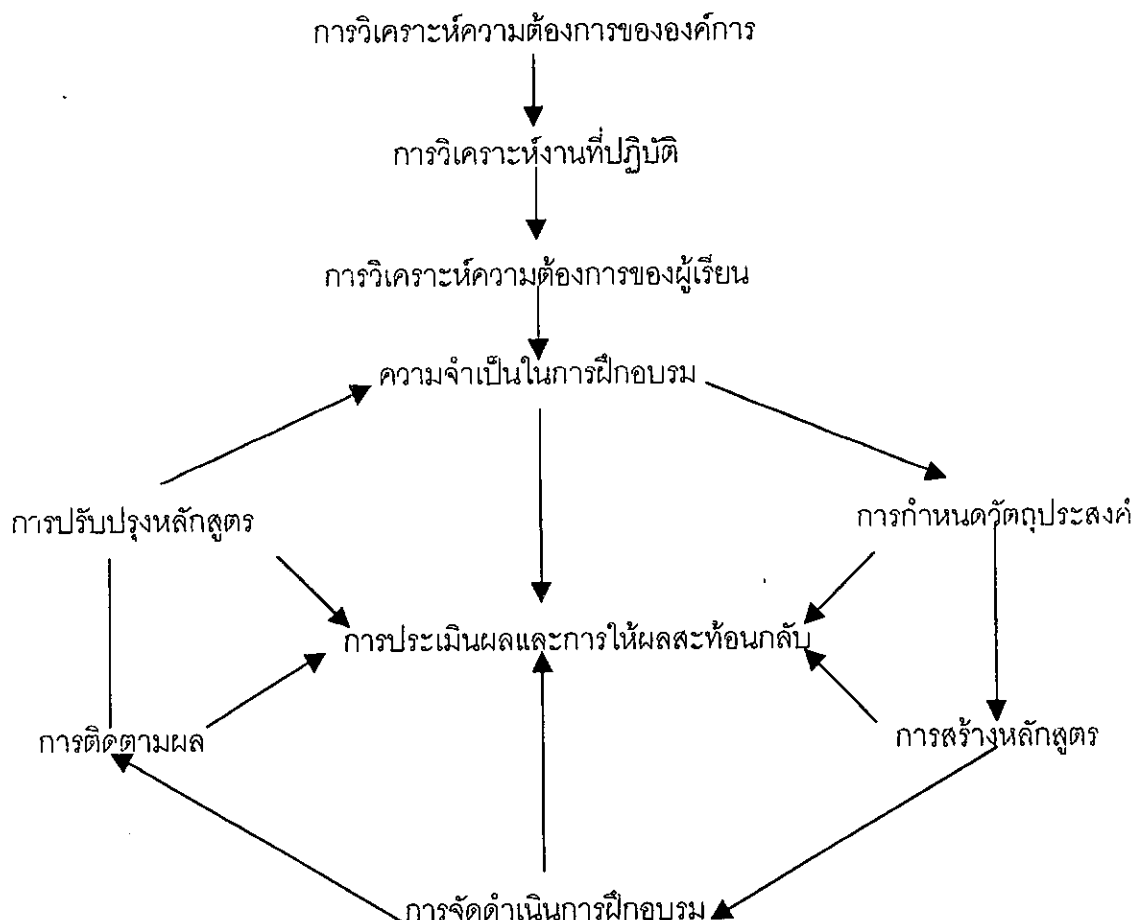 การวิเคราะห์ความต้องการขององค์การ
การวิเคราะห์งานที่ปฏิบัติ
การวิเคราะห์ความต้องการของผู้เรียน
ความจำเป็นในการฝึกอบรม
การปรับปรุงหลักสูตร
การกำหนดวัตถุประสงค์
การประเมินผลและการให้ผลสะท้อนกลับ
การติดตามผล
การสร้างหลักสูตร
การจัดดำเนินการฝึกอบรม